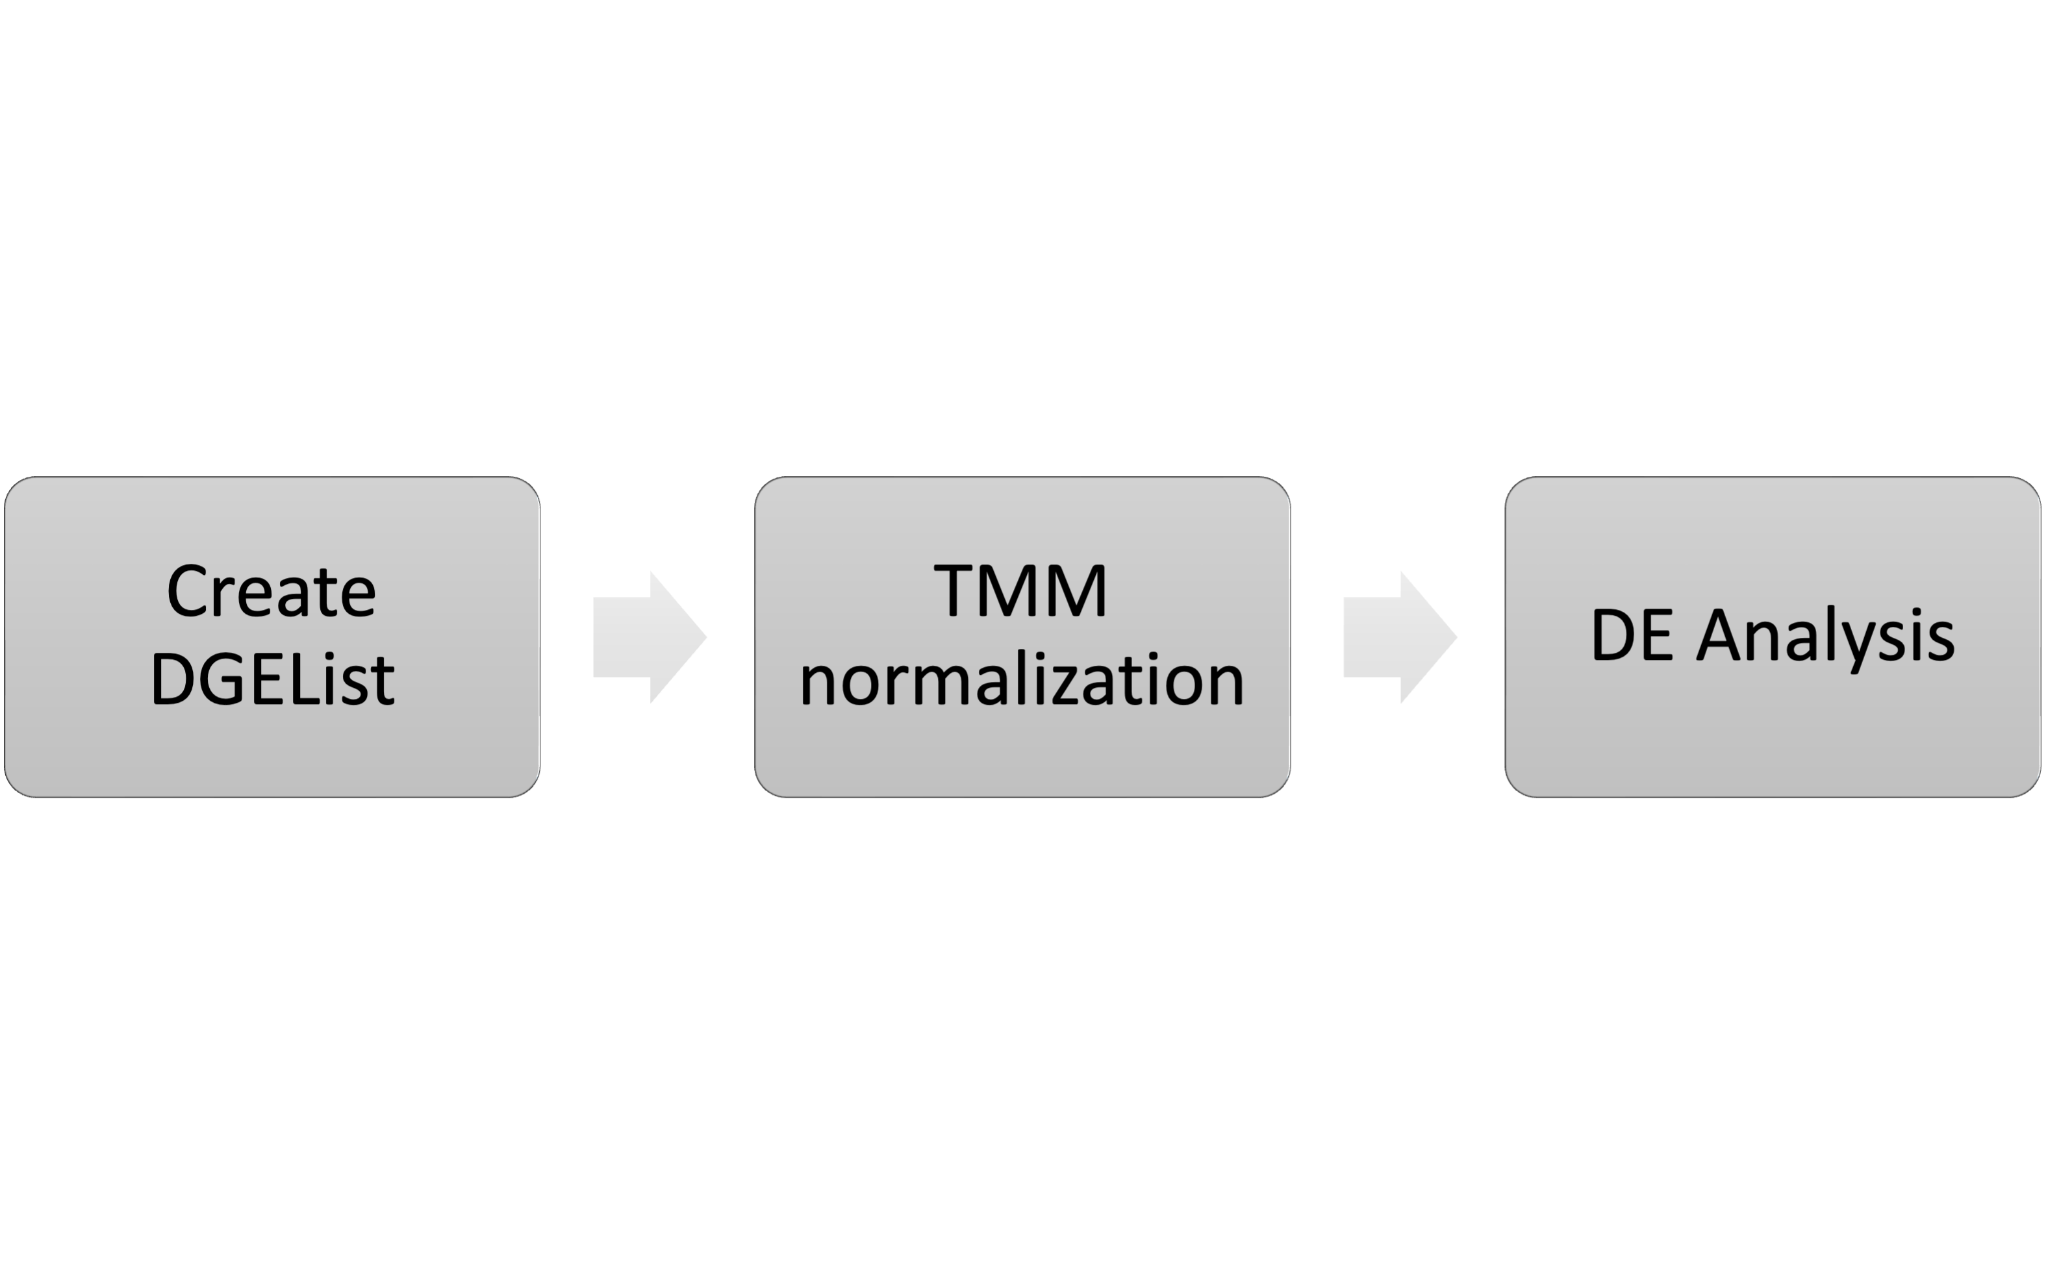 Create
DGEList
TMM
normalization
DE Analysis